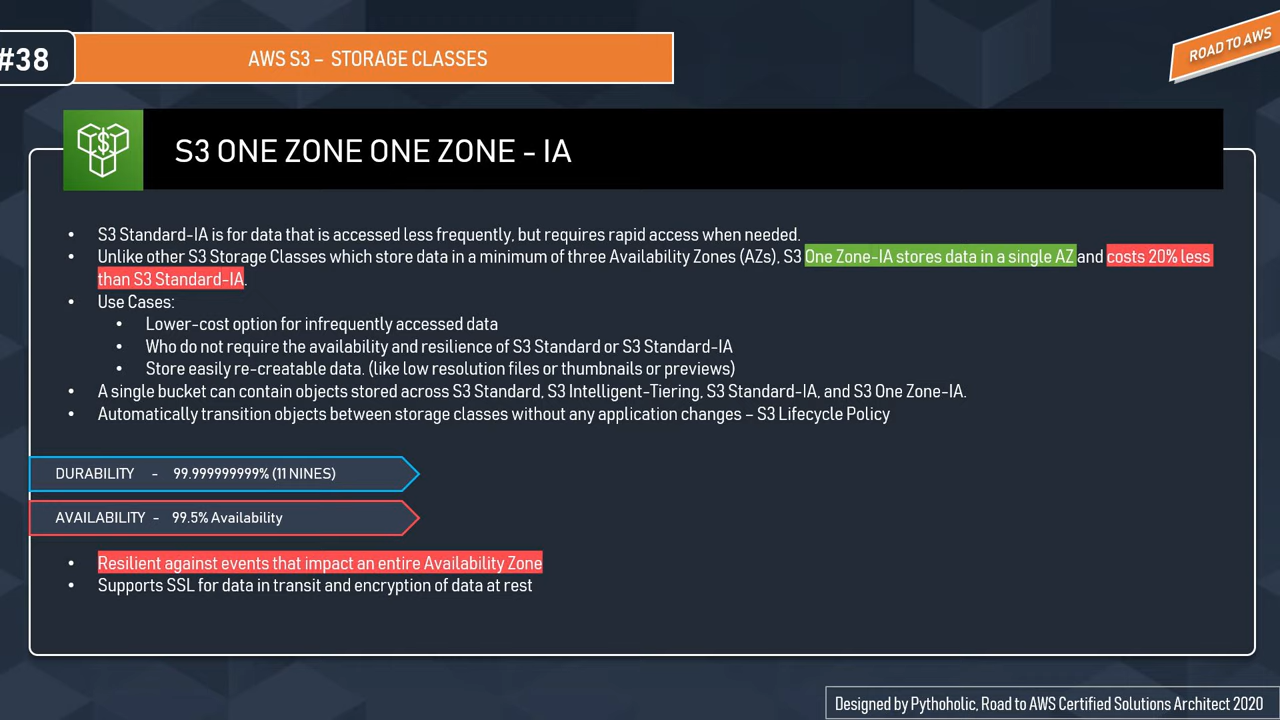 #38
AWS S3 – STORAGE CLASSES
ROAD TO AWS
S3 ONE ZONE ONE ZONE - IA
• S3 Standard-IA is for data that is accessed less frequently, but requires rapid access when needed.
• Unlike other S3 Storage Classes which store data in a minimum of three Availability Zones (AZs), S3 One Zone-IA stores data in a single AZ and costs 20% less
than S3 Standard-IA.
• Use Cases:
• Lower-cost option for infrequently accessed data
• Who do not require the availability and resilience of S3 Standard or S3 Standard-IA
• Store easily re-creatable data. (like low resolution files or thumbnails or previews)
• A single bucket can contain objects stored across S3 Standard, S3 Intelligent-Tiering, S3 Standard-IA, and S3 One Zone-IA.
• Automatically transition objects between storage classes without any application changes – S3 Lifecycle Policy
DURABILITY - 99.999999999% (11 NINES)
AVAILABILITY - 99.5% Availability
• Resilient against events that impact an entire Availability Zone
• Supports SSL for data in transit and encryption of data at rest
Designed by Pythoholic, Road to AWS Certified Solutions Architect 2020